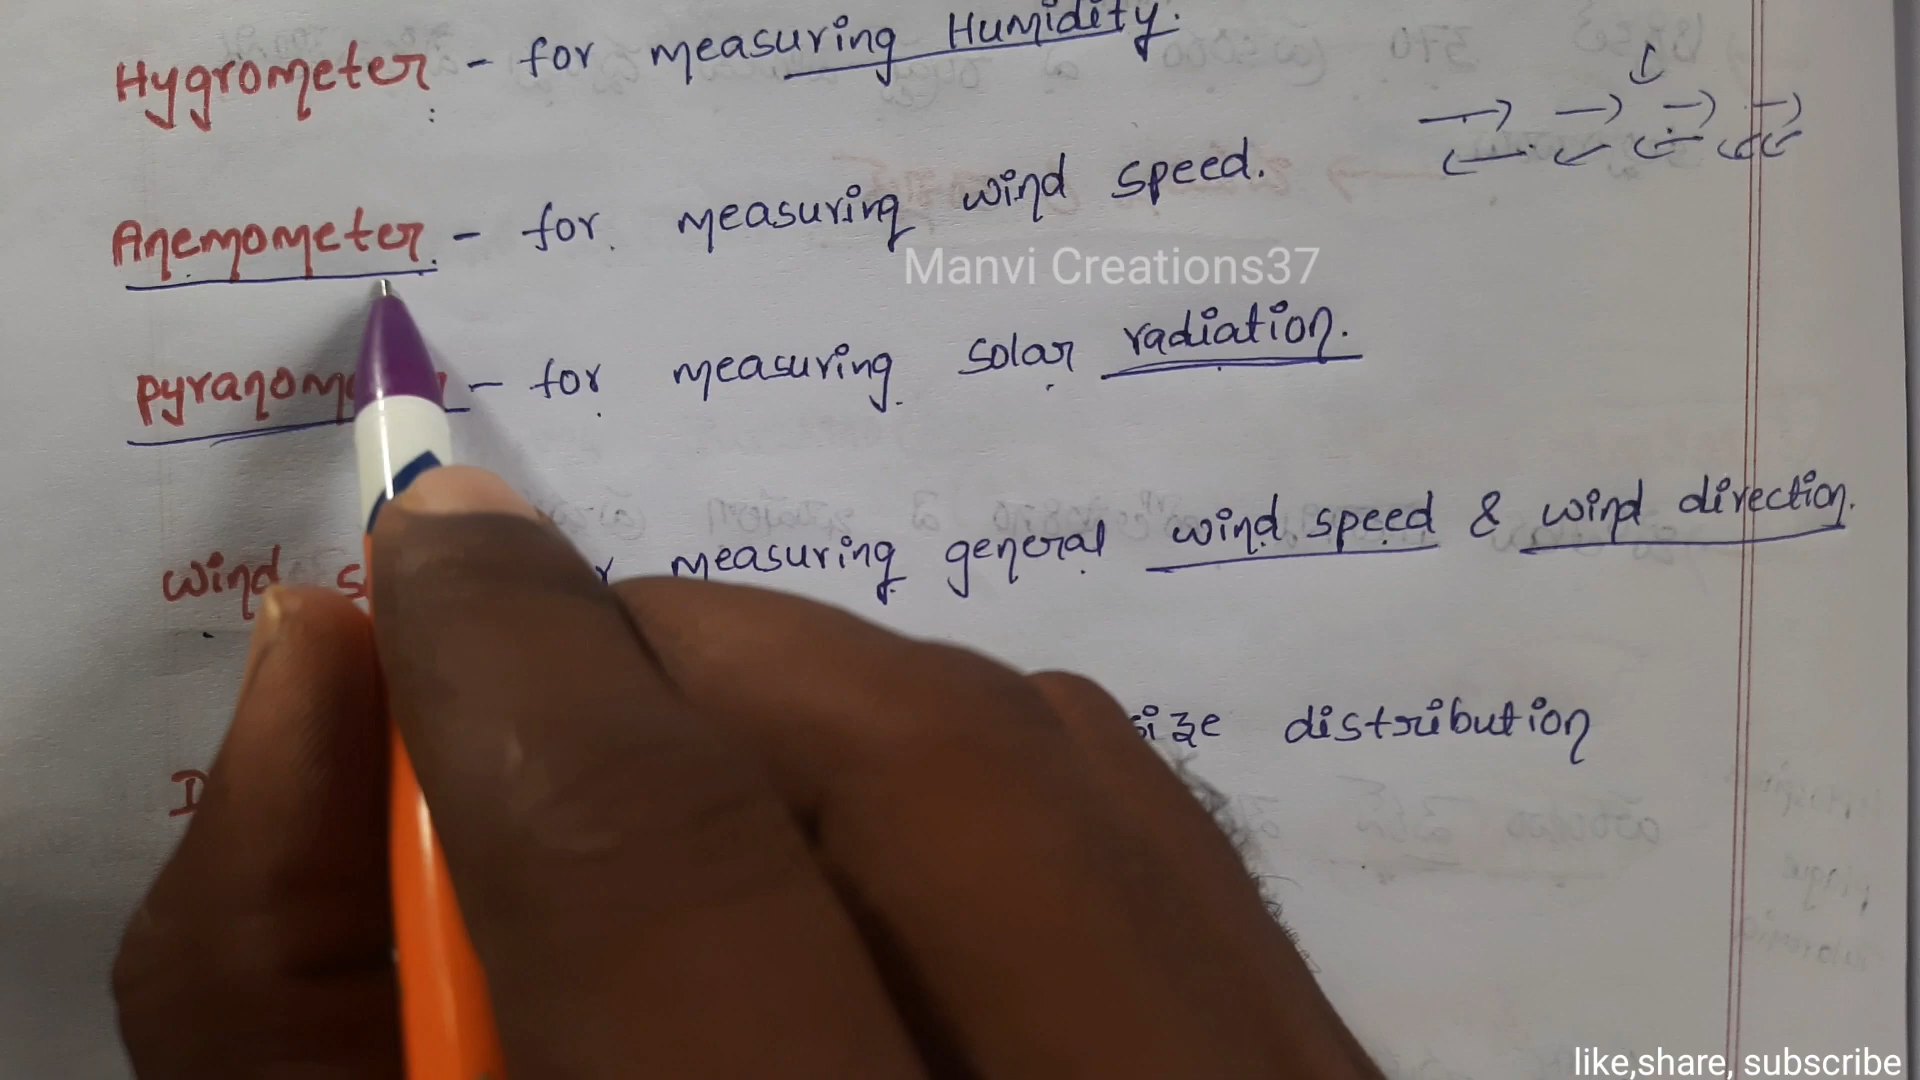 Hygrometer - for measuring Humidity.
Anemometer - for measuring wind speed.
Manvi Creations37
- for measuring solar radiation.
wind measuring general wind speed & wind direction.
size distribution
like,share, subscribe